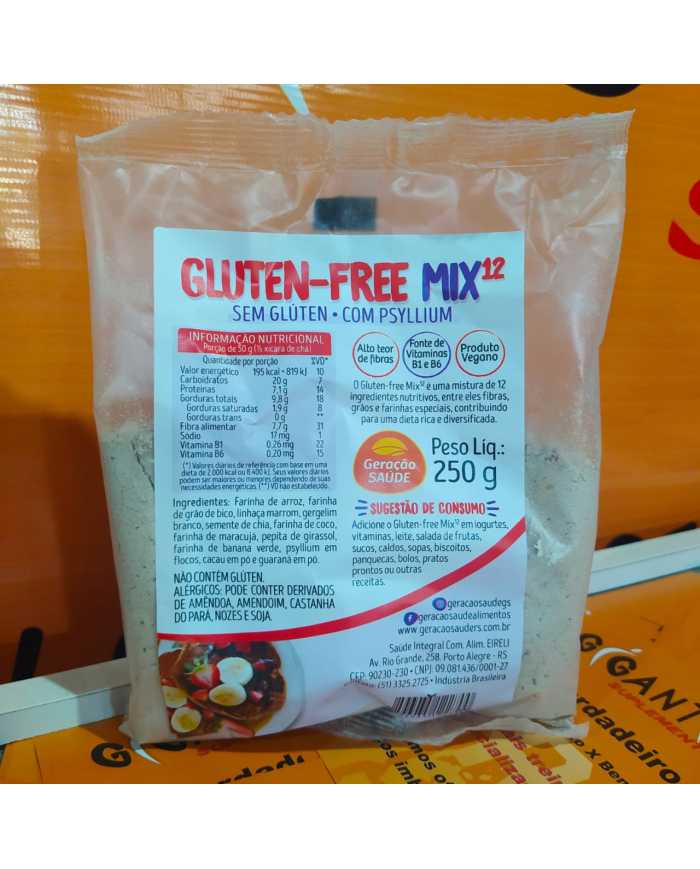 GLUTEN-FREE MIX¹²
SEM GLÚTEN • COM PSYLLIUM
INFORMAÇÃO NUTRICIONAL
Porção de 50 g (½ xícara de chá)
Quantidade por porção %VD*
Valor energético 195 kcal = 819 kJ 10
Carboidratos 20 g 7
Proteínas 7,1 g 14
Gorduras totais 9,8 g 18
Gorduras saturadas 1,9 g 8
Gorduras trans 0 g **
Fibra alimentar 7,7 g 31
Sódio 17 mg 1
Vitamina B1 0,26 mg 22
Vitamina B6 0,20 mg 15
(*) Valores diários de referência com base em uma
dieta de 2.000 kcal ou 8.400 kJ. Seus valores diários
podem ser maiores ou menores dependendo de suas
necessidades energéticas. (**) VD não estabelecido.
Ingredientes: Farinha de arroz, farinha
de grão de bico, linhaça marrom, gergelim
branco, semente de chia, farinha de coco,
farinha de maracujá, pepita de girassol,
farinha de banana verde, psyllium em
flocos, cacau em pó e guaraná em pó.
NÃO CONTÉM GLÚTEN.
ALÉRGICOS: PODE CONTER DERIVADOS
DE AMÊNDOA, AMENDOIM, CASTANHA
DO PARÁ, NOZES E SOJA.
Alto teor
de fibras
Fonte de
Vitaminas
B1 e B6
Produto
Vegano
O Gluten-free Mix¹² é uma mistura de 12
ingredientes nutritivos, entre eles fibras,
grãos e farinhas especiais, contribuindo
para uma dieta rica e diversificada.
Geração
SAÚDE
Peso Líq.:
250 g
SUGESTÃO DE CONSUMO
Adicione o Gluten-free Mix¹² em iogurtes,
vitaminas, leite, salada de frutas,
sucos, caldos, sopas, biscoitos,
panquecas, bolos, pratos
prontos ou outras
receitas.
geracaosaudegs
geracaosaudealimentos
www.geracaosauders.com.br
Saúde Integral Com. Alim. EIRELI
Av. Rio Grande, 258. Porto Alegre - RS
CEP: 90230-230 • CNPJ: 09.081.436/0001-27
(51) 3325.2725 • Indústria Brasileira
GIGANT
SUPLEMEN
rdadeiro
o X Ben
G